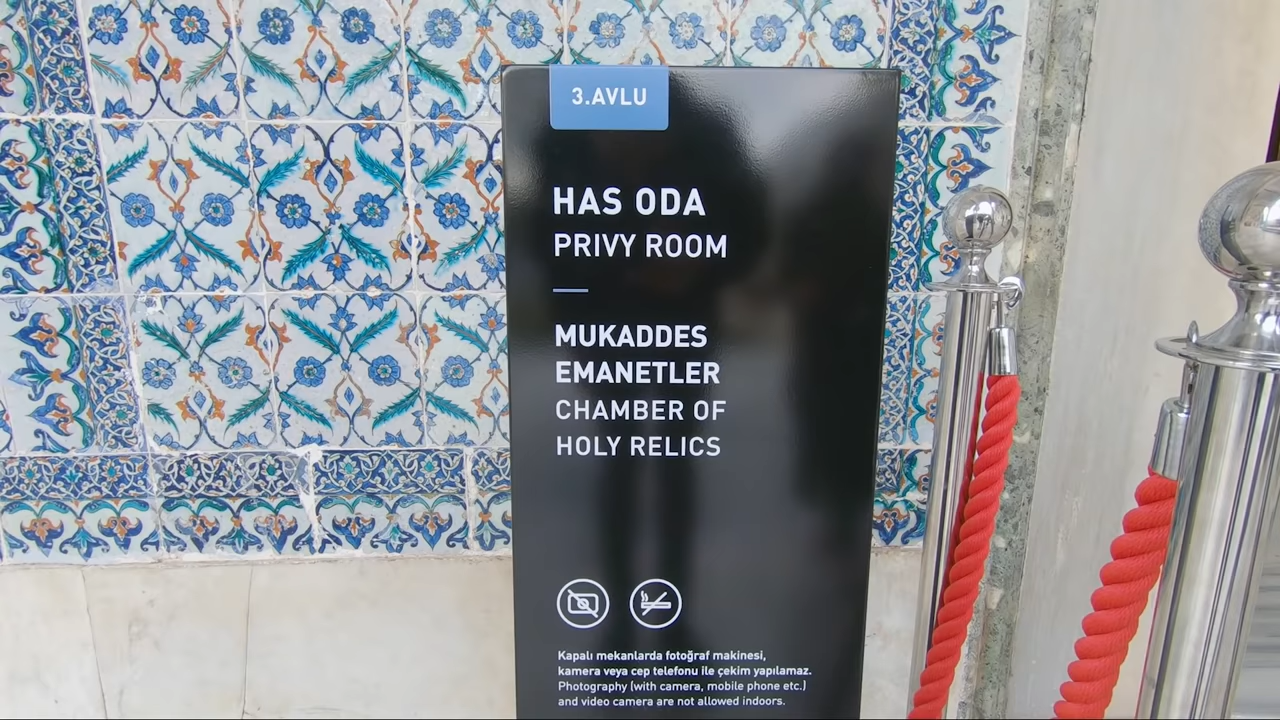 3.AVLU
HAS ODA
PRIVY ROOM
MUKADDES
EMANETLER
CHAMBER OF
HOLY RELICS
Kapalı mekanlarda fotoğraf makinesi,
kamera veya cep telefonu ile çekim yapılamaz.
Photography (with camera, mobile phone etc.)
and video camera are not allowed indoors.